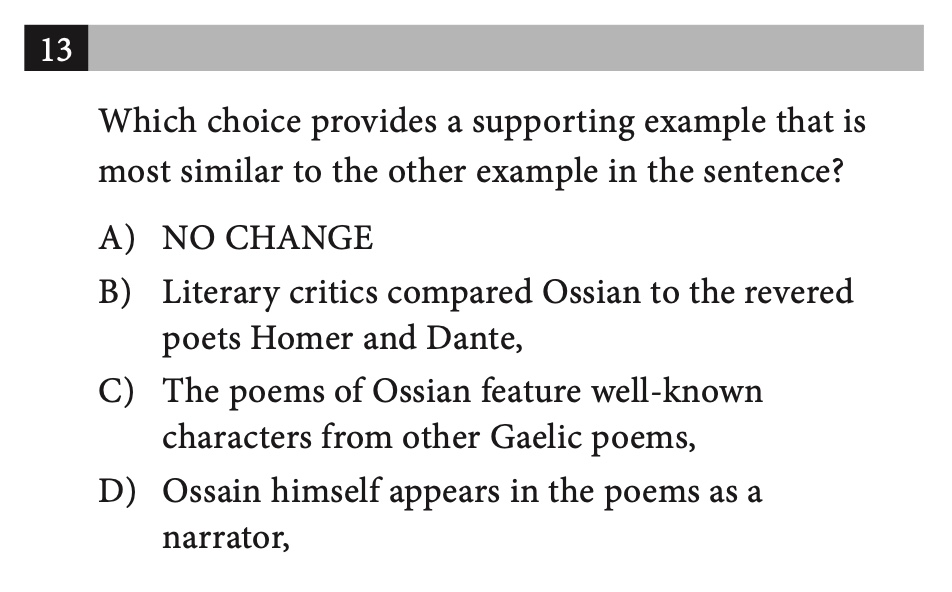 13
Which choice provides a supporting example that is
most similar to the other example in the sentence?
A) NO CHANGE
B) Literary critics compared Ossian to the revered
poets Homer and Dante,
C) The poems of Ossian feature well-known
characters from other Gaelic poems,
D) Ossain himself appears in the poems as a
narrator,